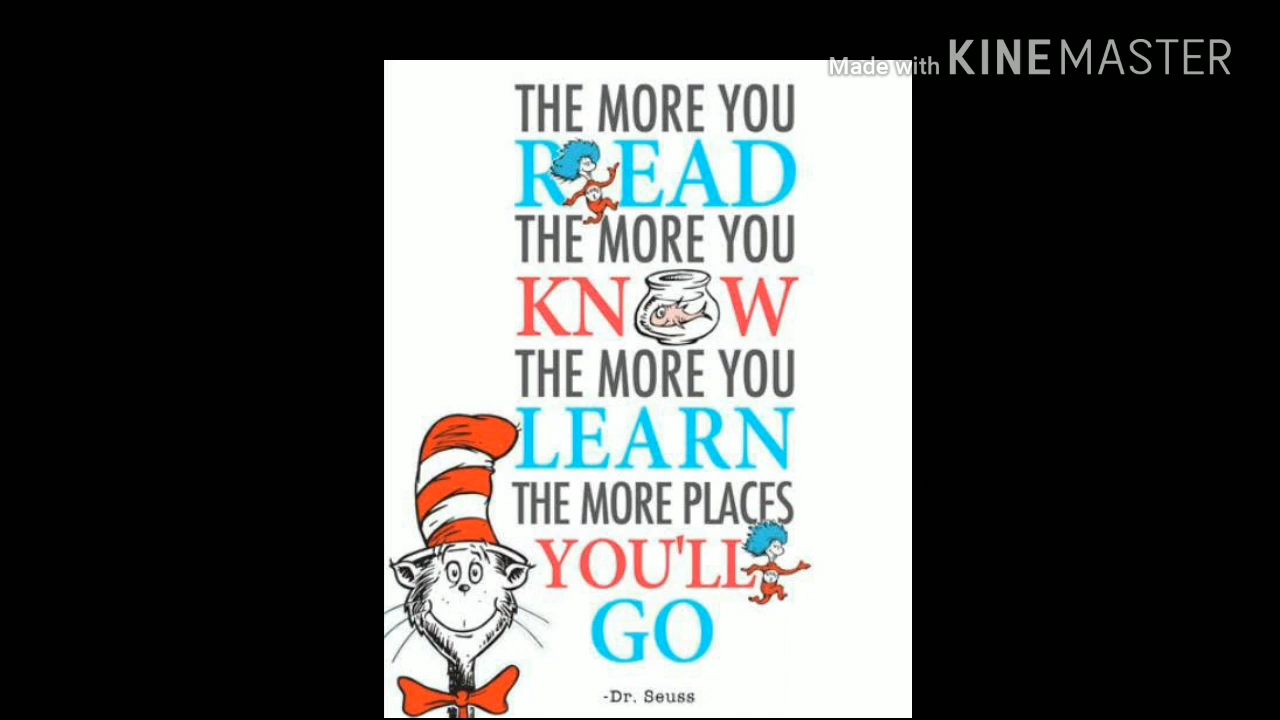 Made with KINEMASTER
THE MORE YOU
READ
THE MORE YOU
KNOW
THE MORE YOU
LEARN
THE MORE PLACES
YOU'LL
GO
-Dr. Seuss